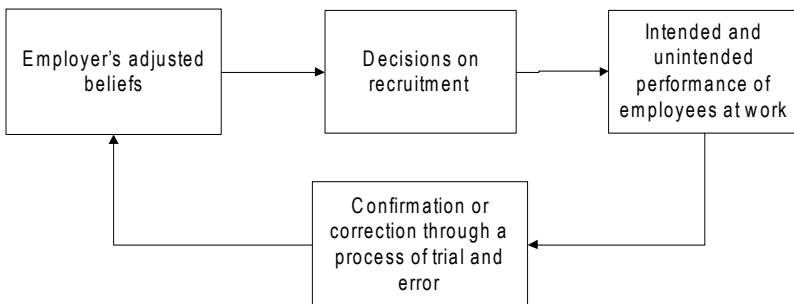 Employer’s adjusted
beliefs
Decisions on
recruitment
Intended and
unintended
performance of
employees at work
Confirmation or
correction through a
process of trial and
error